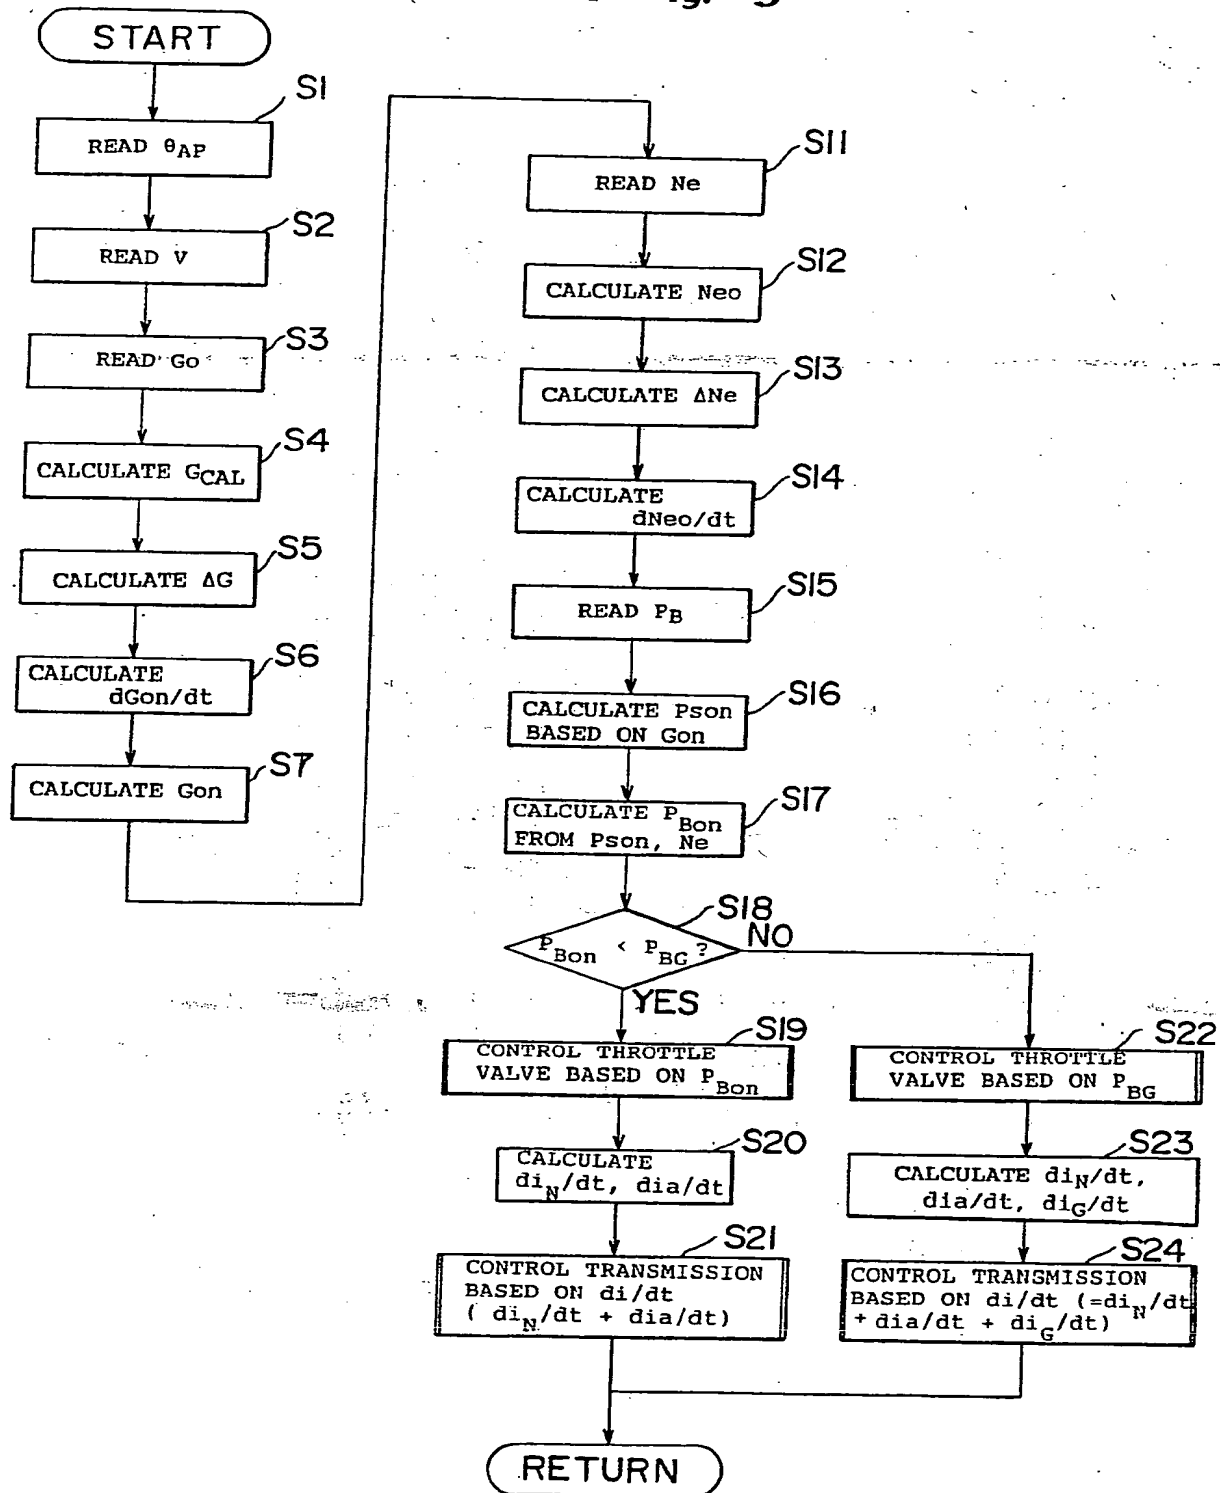 START
S1
READ θAP
S2
READ V
S3
READ Go
S4
CALCULATE GCAL
S5
CALCULATE ΔG
S6
CALCULATE
dGon/dt
S7
CALCULATE Gon
S11
READ Ne
S12
CALCULATE Neo
S13
CALCULATE ΔNe
S14
CALCULATE
dNeo/dt
S15
READ PB
S16
CALCULATE Pson
BASED ON Gon
S17
CALCULATE PBon
FROM Pson, Ne
S18
PBon < PBG ?
NO
YES
S19
CONTROL THROTTLE
VALVE BASED ON PBon
S20
CALCULATE
diN/dt, dia/dt
S21
CONTROL TRANSMISSION
BASED ON di/dt
( diN/dt + dia/dt)
S22
CONTROL THROTTLE
VALVE BASED ON PBG
S23
CALCULATE diN/dt,
dia/dt, diG/dt
S24
CONTROL TRANSMISSION
BASED ON di/dt (=diN/dt
+ dia/dt + diG/dt)
RETURN